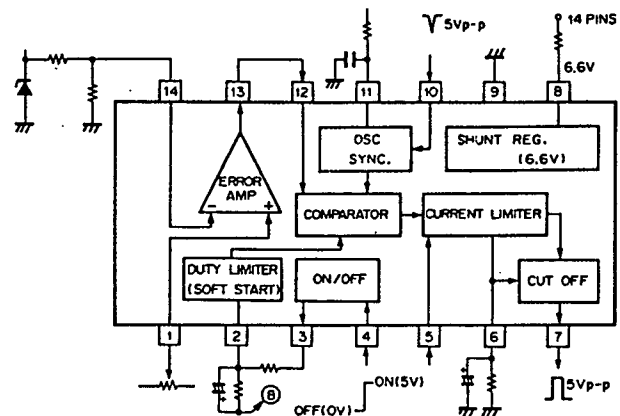 5Vp-p
14 PINS
6.6V
14
13
12
11
10
9
8
OSC
SYNC.
SHUNT REG.
(6.6V)
ERROR
AMP
- +
COMPARATOR
CURRENT LIMITER
DUTY LIMITER
(SOFT START)
ON/OFF
CUT OFF
1
2
3
4
5
6
7
+
B
+
OFF(0V)
ON(5V)
5Vp-p